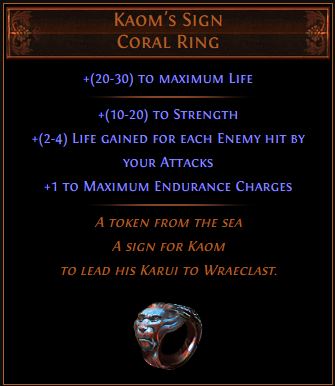 Kaom's Sign
Coral Ring
+(20-30) to maximum Life
+(10-20) to Strength
+(2-4) Life gained for each Enemy hit by
your Attacks
+1 to Maximum Endurance Charges
A token from the sea
A sign for Kaom
to lead his Karui to Wraeclast.